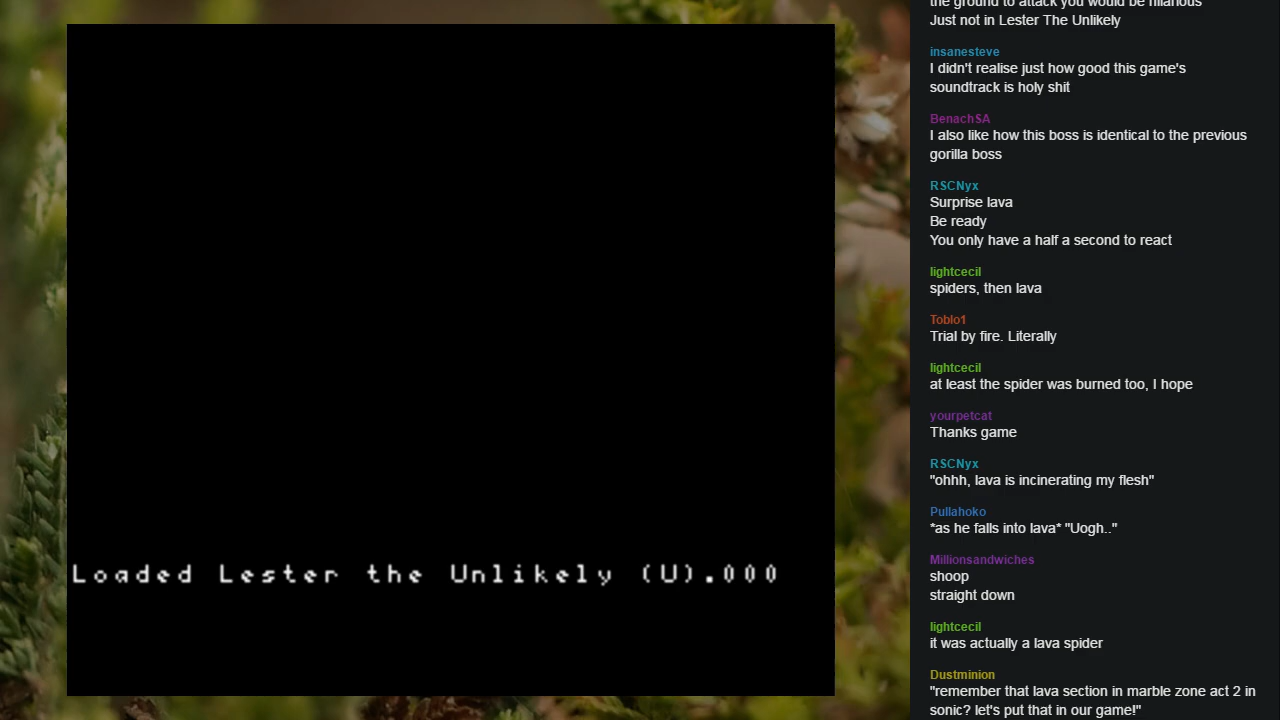 Loaded Lester the Unlikely (U).000
the ground to attack you would be hilarious
Just not in Lester The Unlikely
insanesteve
I didn't realise just how good this game's
soundtrack is holy shit
BenachSA
I also like how this boss is identical to the previous
gorilla boss
RSCNyx
Surprise lava
Be ready
You only have a half a second to react
lightcecil
spiders, then lava
Toblo1
Trial by fire. Literally
lightcecil
at least the spider was burned too, I hope
yourpetcat
Thanks game
RSCNyx
"ohhh, lava is incinerating my flesh"
Pullahoko
*as he falls into lava* "Uogh.."
Millionsandwiches
shoop
straight down
lightcecil
it was actually a lava spider
Dustminion
"remember that lava section in marble zone act 2 in
sonic? let's put that in our game!"